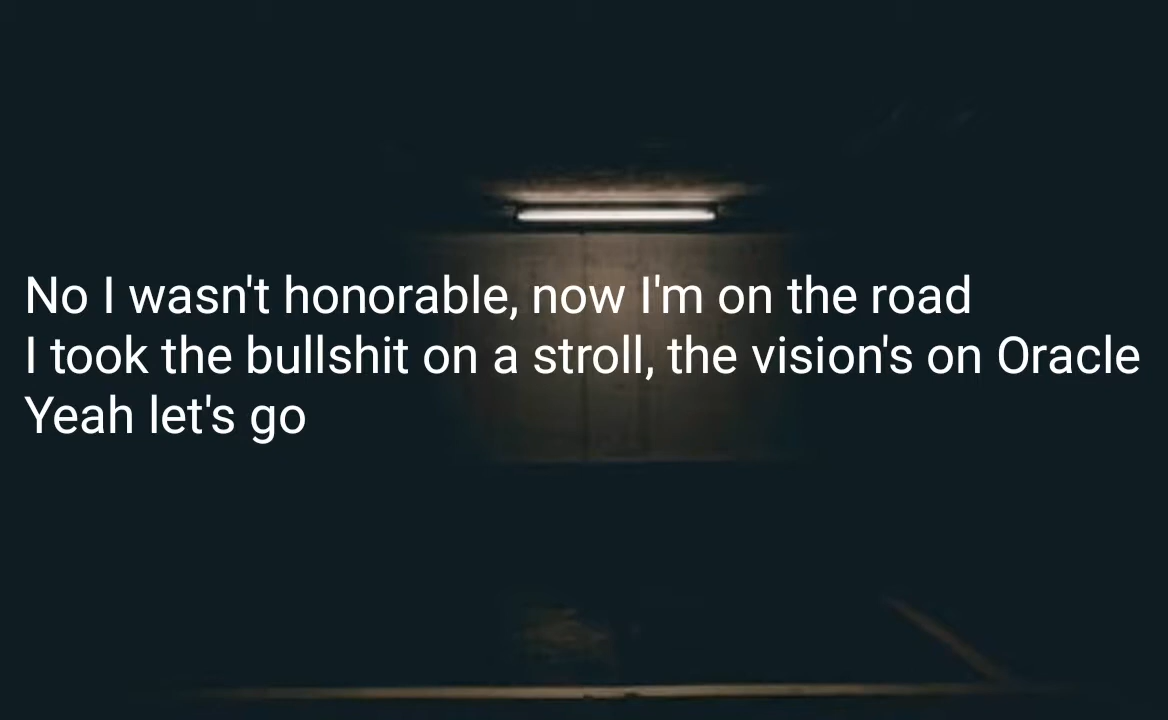 No I wasn't honorable, now I'm on the road
I took the bullshit on a stroll, the vision's on Oracle
Yeah let's go